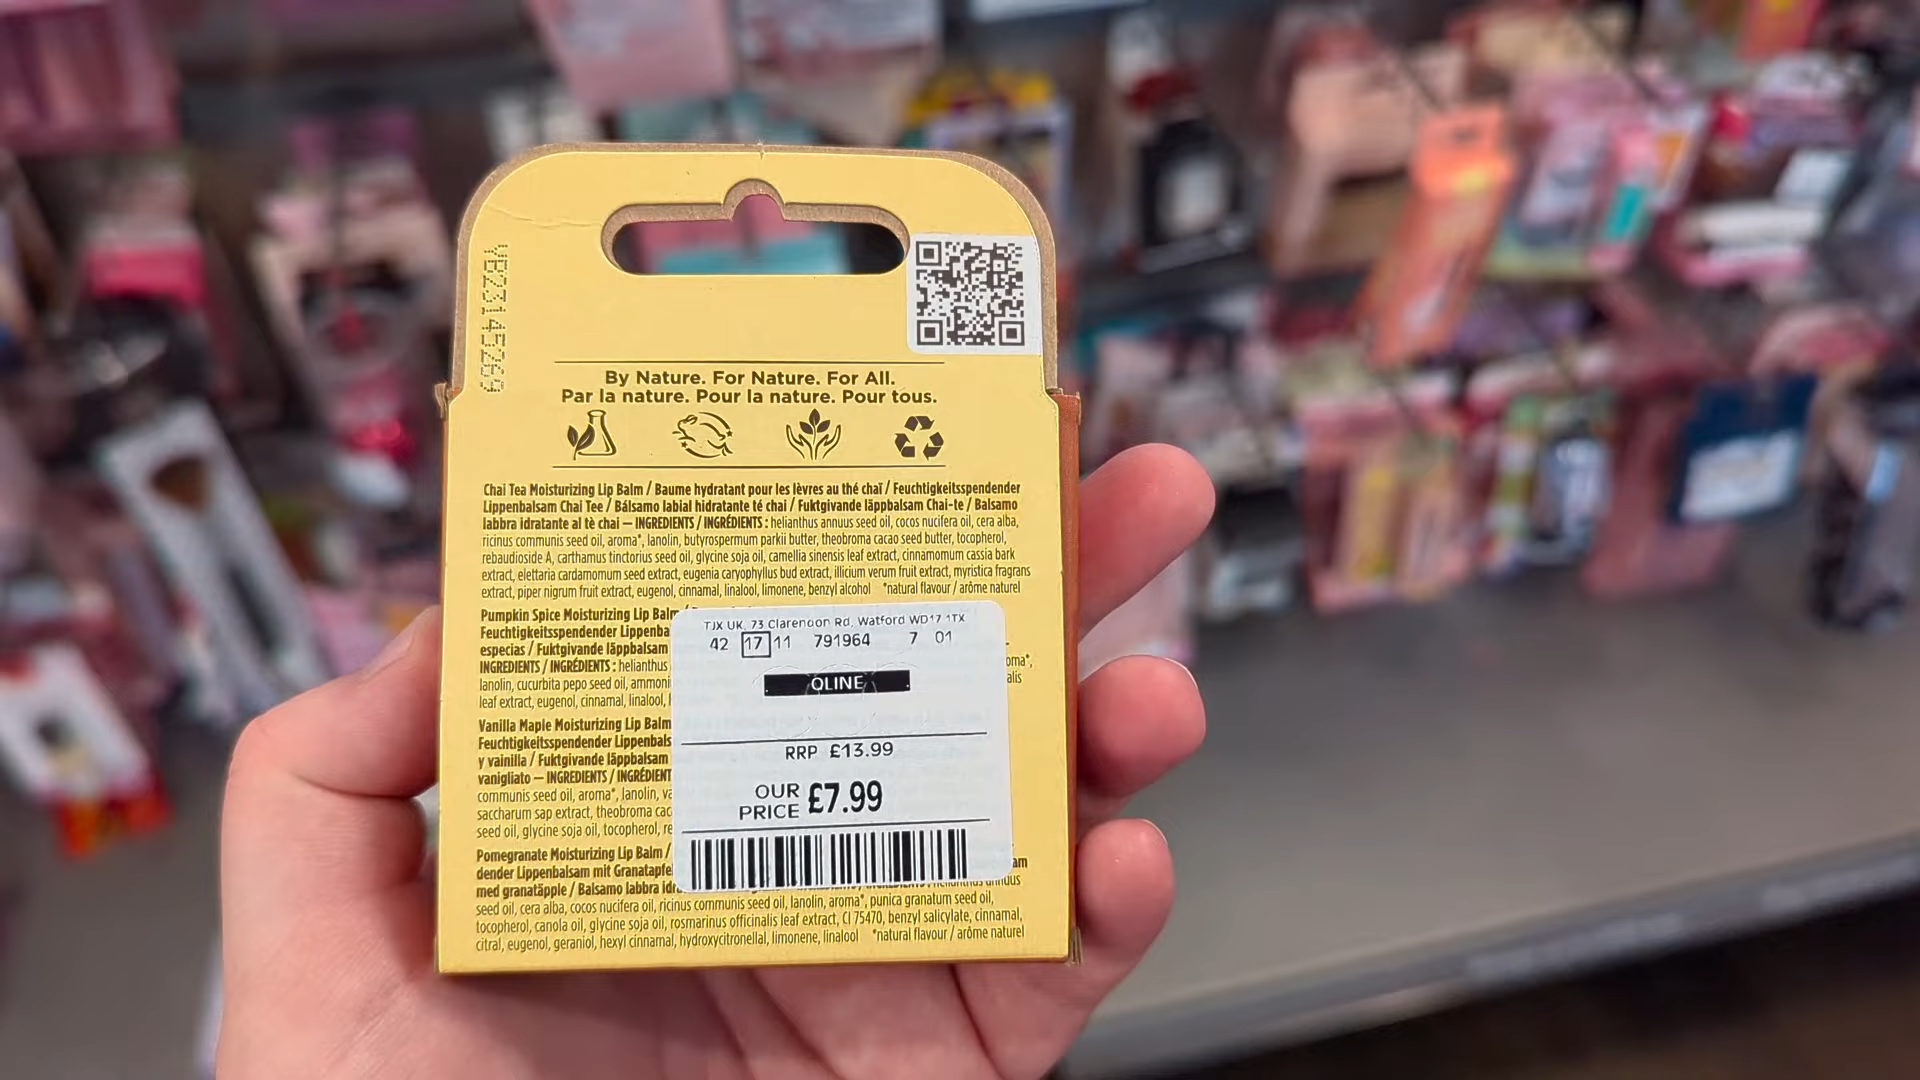 YB23145269
By Nature. For Nature. For All.
Par la nature. Pour la nature. Pour tous.
Chai Tea Moisturizing Lip Balm / Baume hydratant pour les lèvres au thé chaï / Feuchtigkeitsspendender
Lippenbalsam Chai Tee / Bálsamo labial hidratante té chai / Fuktgivande läppbalsam Chai-te / Balsamo
labbra idratante al tè chai — INGREDIENTS / INGRÉDIENTS : helianthus annuus seed oil, cocos nucifera oil, cera alba,
ricinus communis seed oil, aroma*, lanolin, butyrospermum parkii butter, theobroma cacao seed butter, tocopherol,
rebaudioside A, carthamus tinctorius seed oil, glycine soja oil, camellia sinensis leaf extract, cinnamomum cassia bark
extract, elettaria cardamomum seed extract, eugenia caryophyllus bud extract, illicium verum fruit extract, myristica fragrans
extract, piper nigrum fruit extract, eugenol, cinnamal, linalool, limonene, benzyl alcohol *natural flavour / arôme naturel
Pumpkin Spice Moisturizing Lip Balm /
Feuchtigkeitsspendender Lippenba
especias / Fuktgivande läppbalsam
INGREDIENTS / INGRÉDIENTS : helianthus oma*,
lanolin, cucurbita pepo seed oil, ammoni alis
leaf extract, eugenol, cinnamal, linalool,
Vanilla Maple Moisturizing Lip Balm
Feuchtigkeitsspendender Lippenbals
y vainilla / Fuktgivande läppbalsam
vanigliato — INGREDIENTS / INGRÉDIENT
communis seed oil, aroma*, lanolin, va
saccharum sap extract, theobroma cac
seed oil, glycine soja oil, tocopherol, re
Pomegranate Moisturizing Lip Balm /
dender Lippenbalsam mit Granatapfe am
med granatäpple / Balsamo labbra idr
seed oil, cera alba, cocos nucifera oil, ricinus communis seed oil, lanolin, aroma*, punica granatum seed oil,
tocopherol, canola oil, glycine soja oil, rosmarinus officinalis leaf extract, CI 75470, benzyl salicylate, cinnamal,
citral, eugenol, geraniol, hexyl cinnamal, hydroxycitronellal, limonene, linalool *natural flavour / arôme naturel
TJX UK, 73 Clarendon Rd, Watford WD17 1TX
42 17 11 791964 7 01
QLINE
RRP £13.99
OUR PRICE £7.99